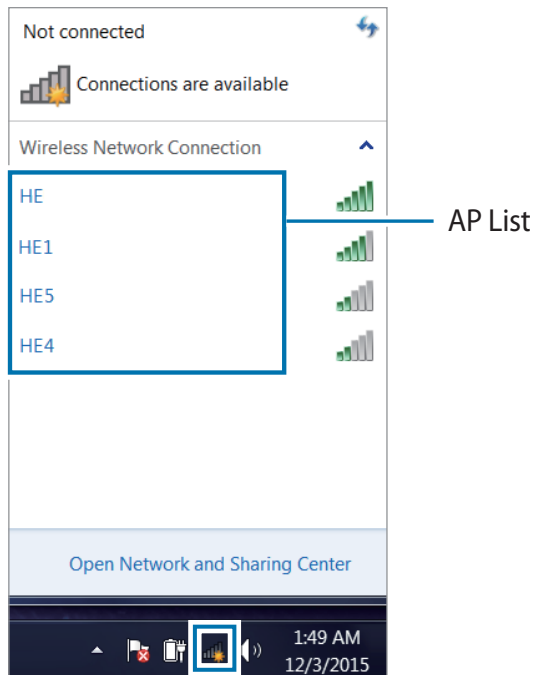 Not connected
Connections are available
Wireless Network Connection
HE
HE1
AP List
HE5
HE4
Open Network and Sharing Center
1:49 AM
12/3/2015